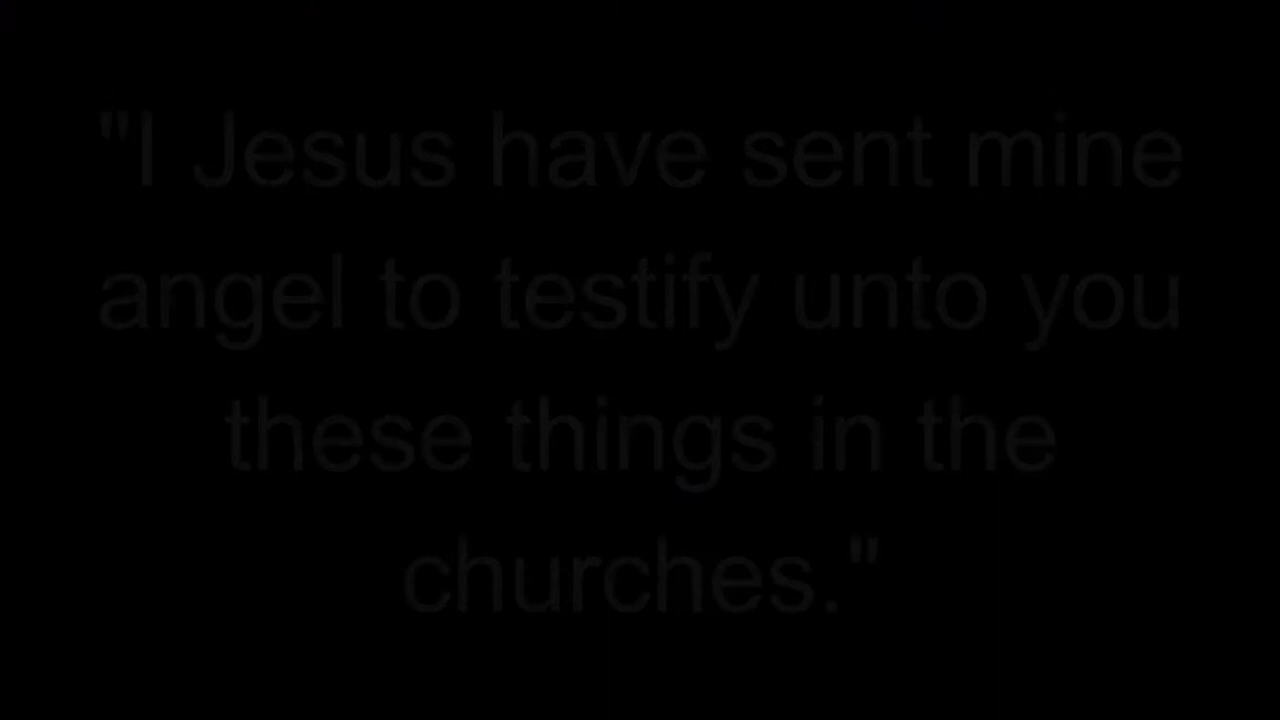 "I Jesus have sent mine
angel to testify unto you
these things in the
churches."